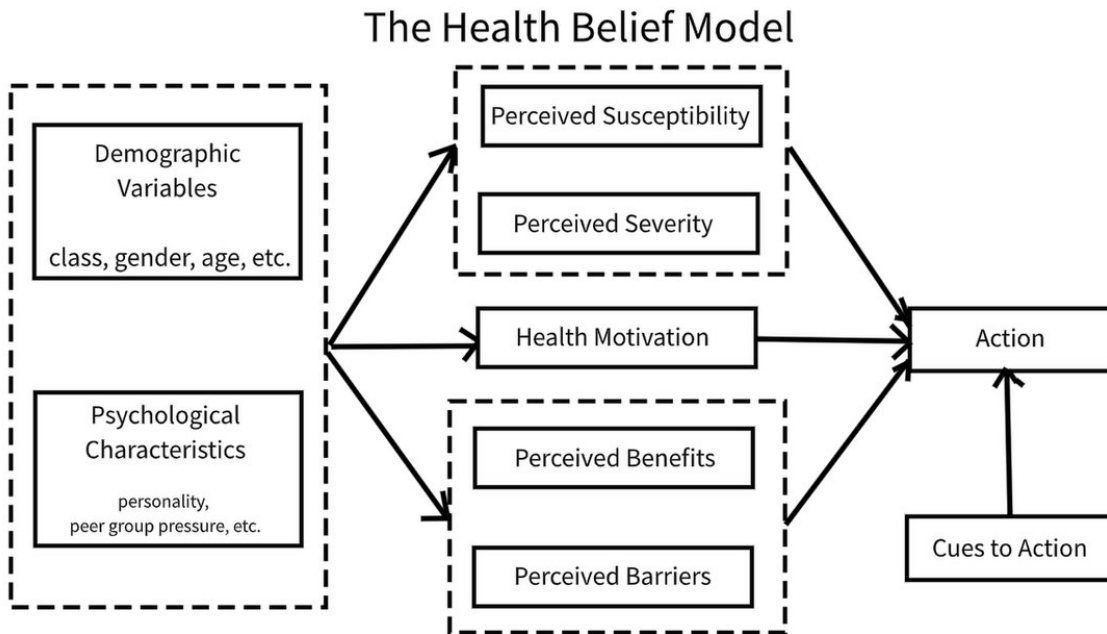 The Health Belief Model
Demographic
Variables
class, gender, age, etc.
Psychological
Characteristics
personality,
peer group pressure, etc.
Perceived Susceptibility
Perceived Severity
Health Motivation
Perceived Benefits
Perceived Barriers
Action
Cues to Action